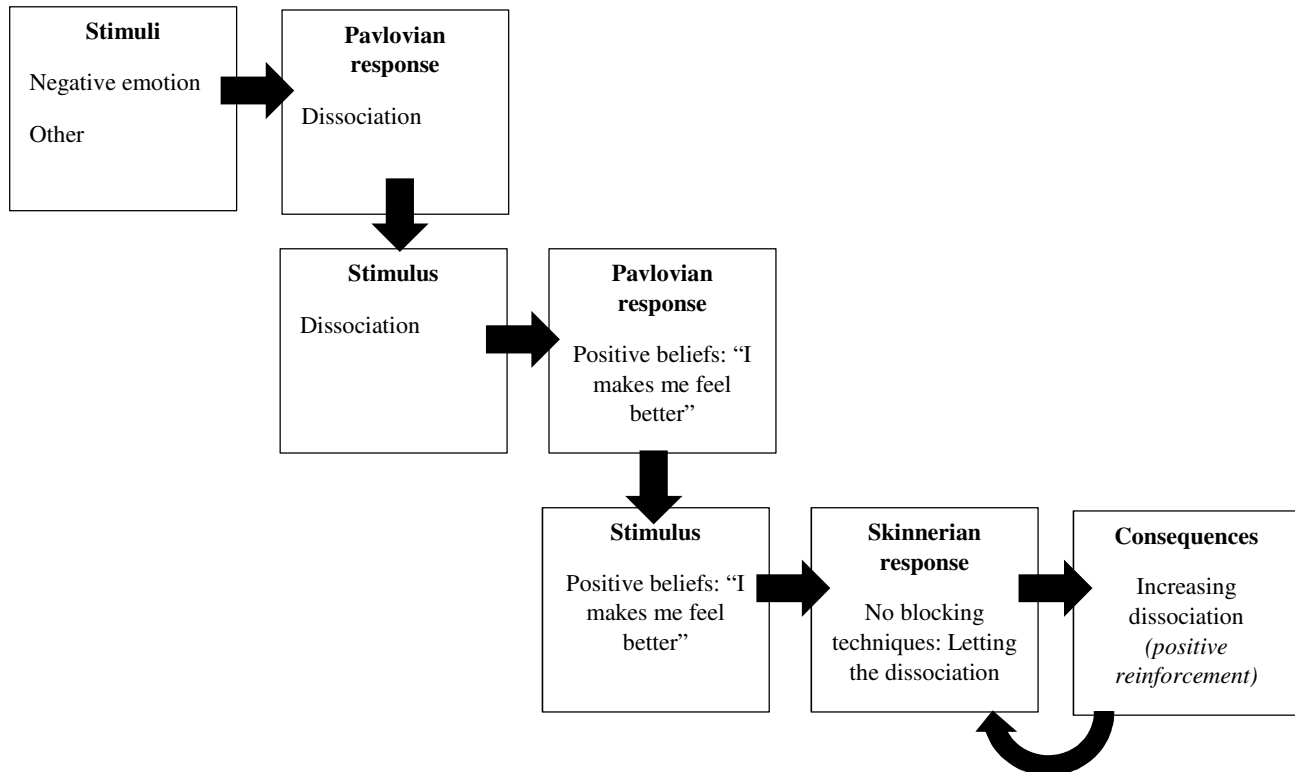 Stimuli
Negative emotion
Other
Pavlovian
response
Dissociation
Stimulus
Dissociation
Pavlovian
response
Positive beliefs: “I
makes me feel
better”
Stimulus
Positive beliefs: “I
makes me feel
better”
Skinnerian
response
No blocking
techniques: Letting
the dissociation
Consequences
Increasing
dissociation
(positive
reinforcement)